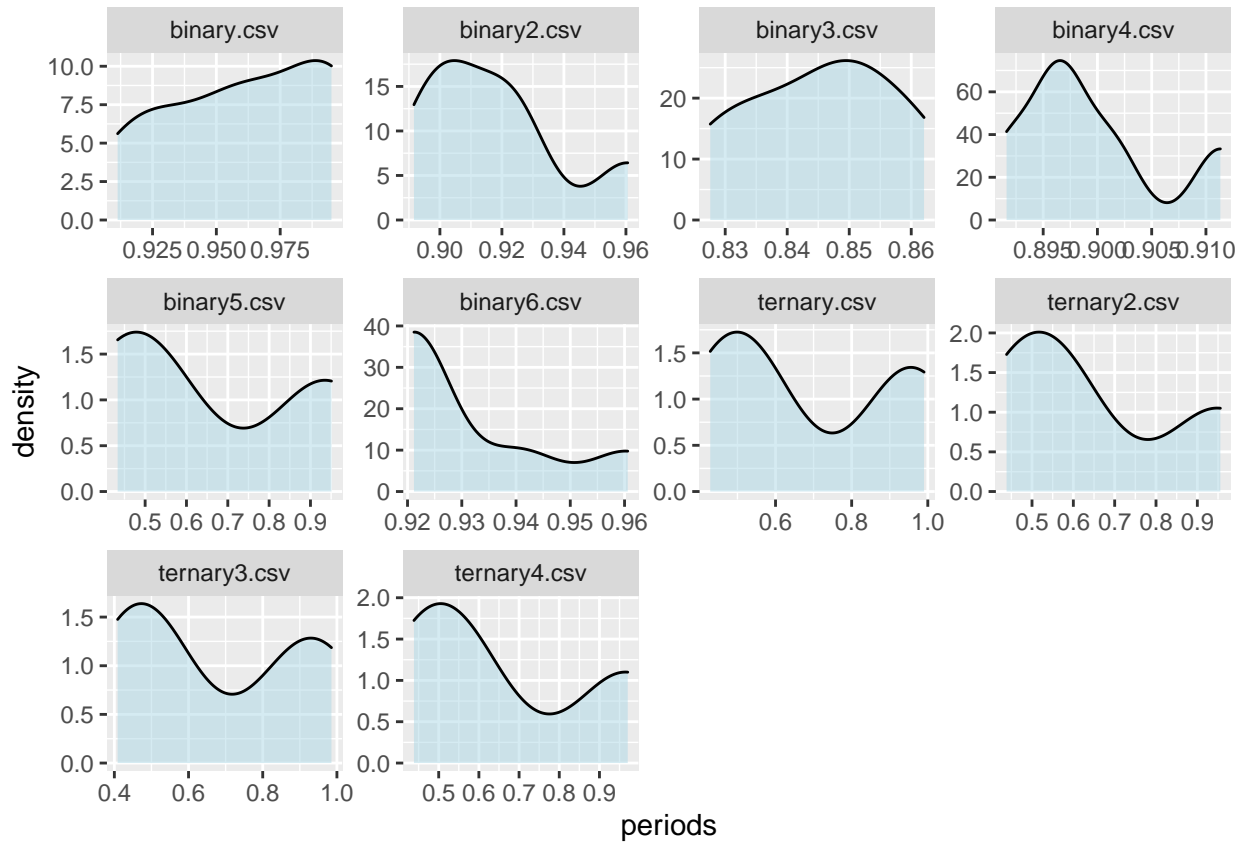 binary.csv binary2.csv binary3.csv binary4.csv
10.0
7.5
5.0
2.5
0.0
0.925 0.950 0.975
15
10
5
0
0.90 0.92 0.94 0.96
20
10
0
0.83 0.84 0.85 0.86
60
40
20
0
0.895 0.900 0.905 0.910
binary5.csv binary6.csv ternary.csv ternary2.csv
1.5
1.0
0.5
0.0
0.5 0.6 0.7 0.8 0.9
40
30
20
10
0
0.92 0.93 0.94 0.95 0.96
1.5
1.0
0.5
0.0
0.6 0.8 1.0
2.0
1.5
1.0
0.5
0.0
0.5 0.6 0.7 0.8 0.9
ternary3.csv ternary4.csv
1.5
1.0
0.5
0.0
0.4 0.6 0.8 1.0
2.0
1.5
1.0
0.5
0.0
0.5 0.6 0.7 0.8 0.9
density
periods